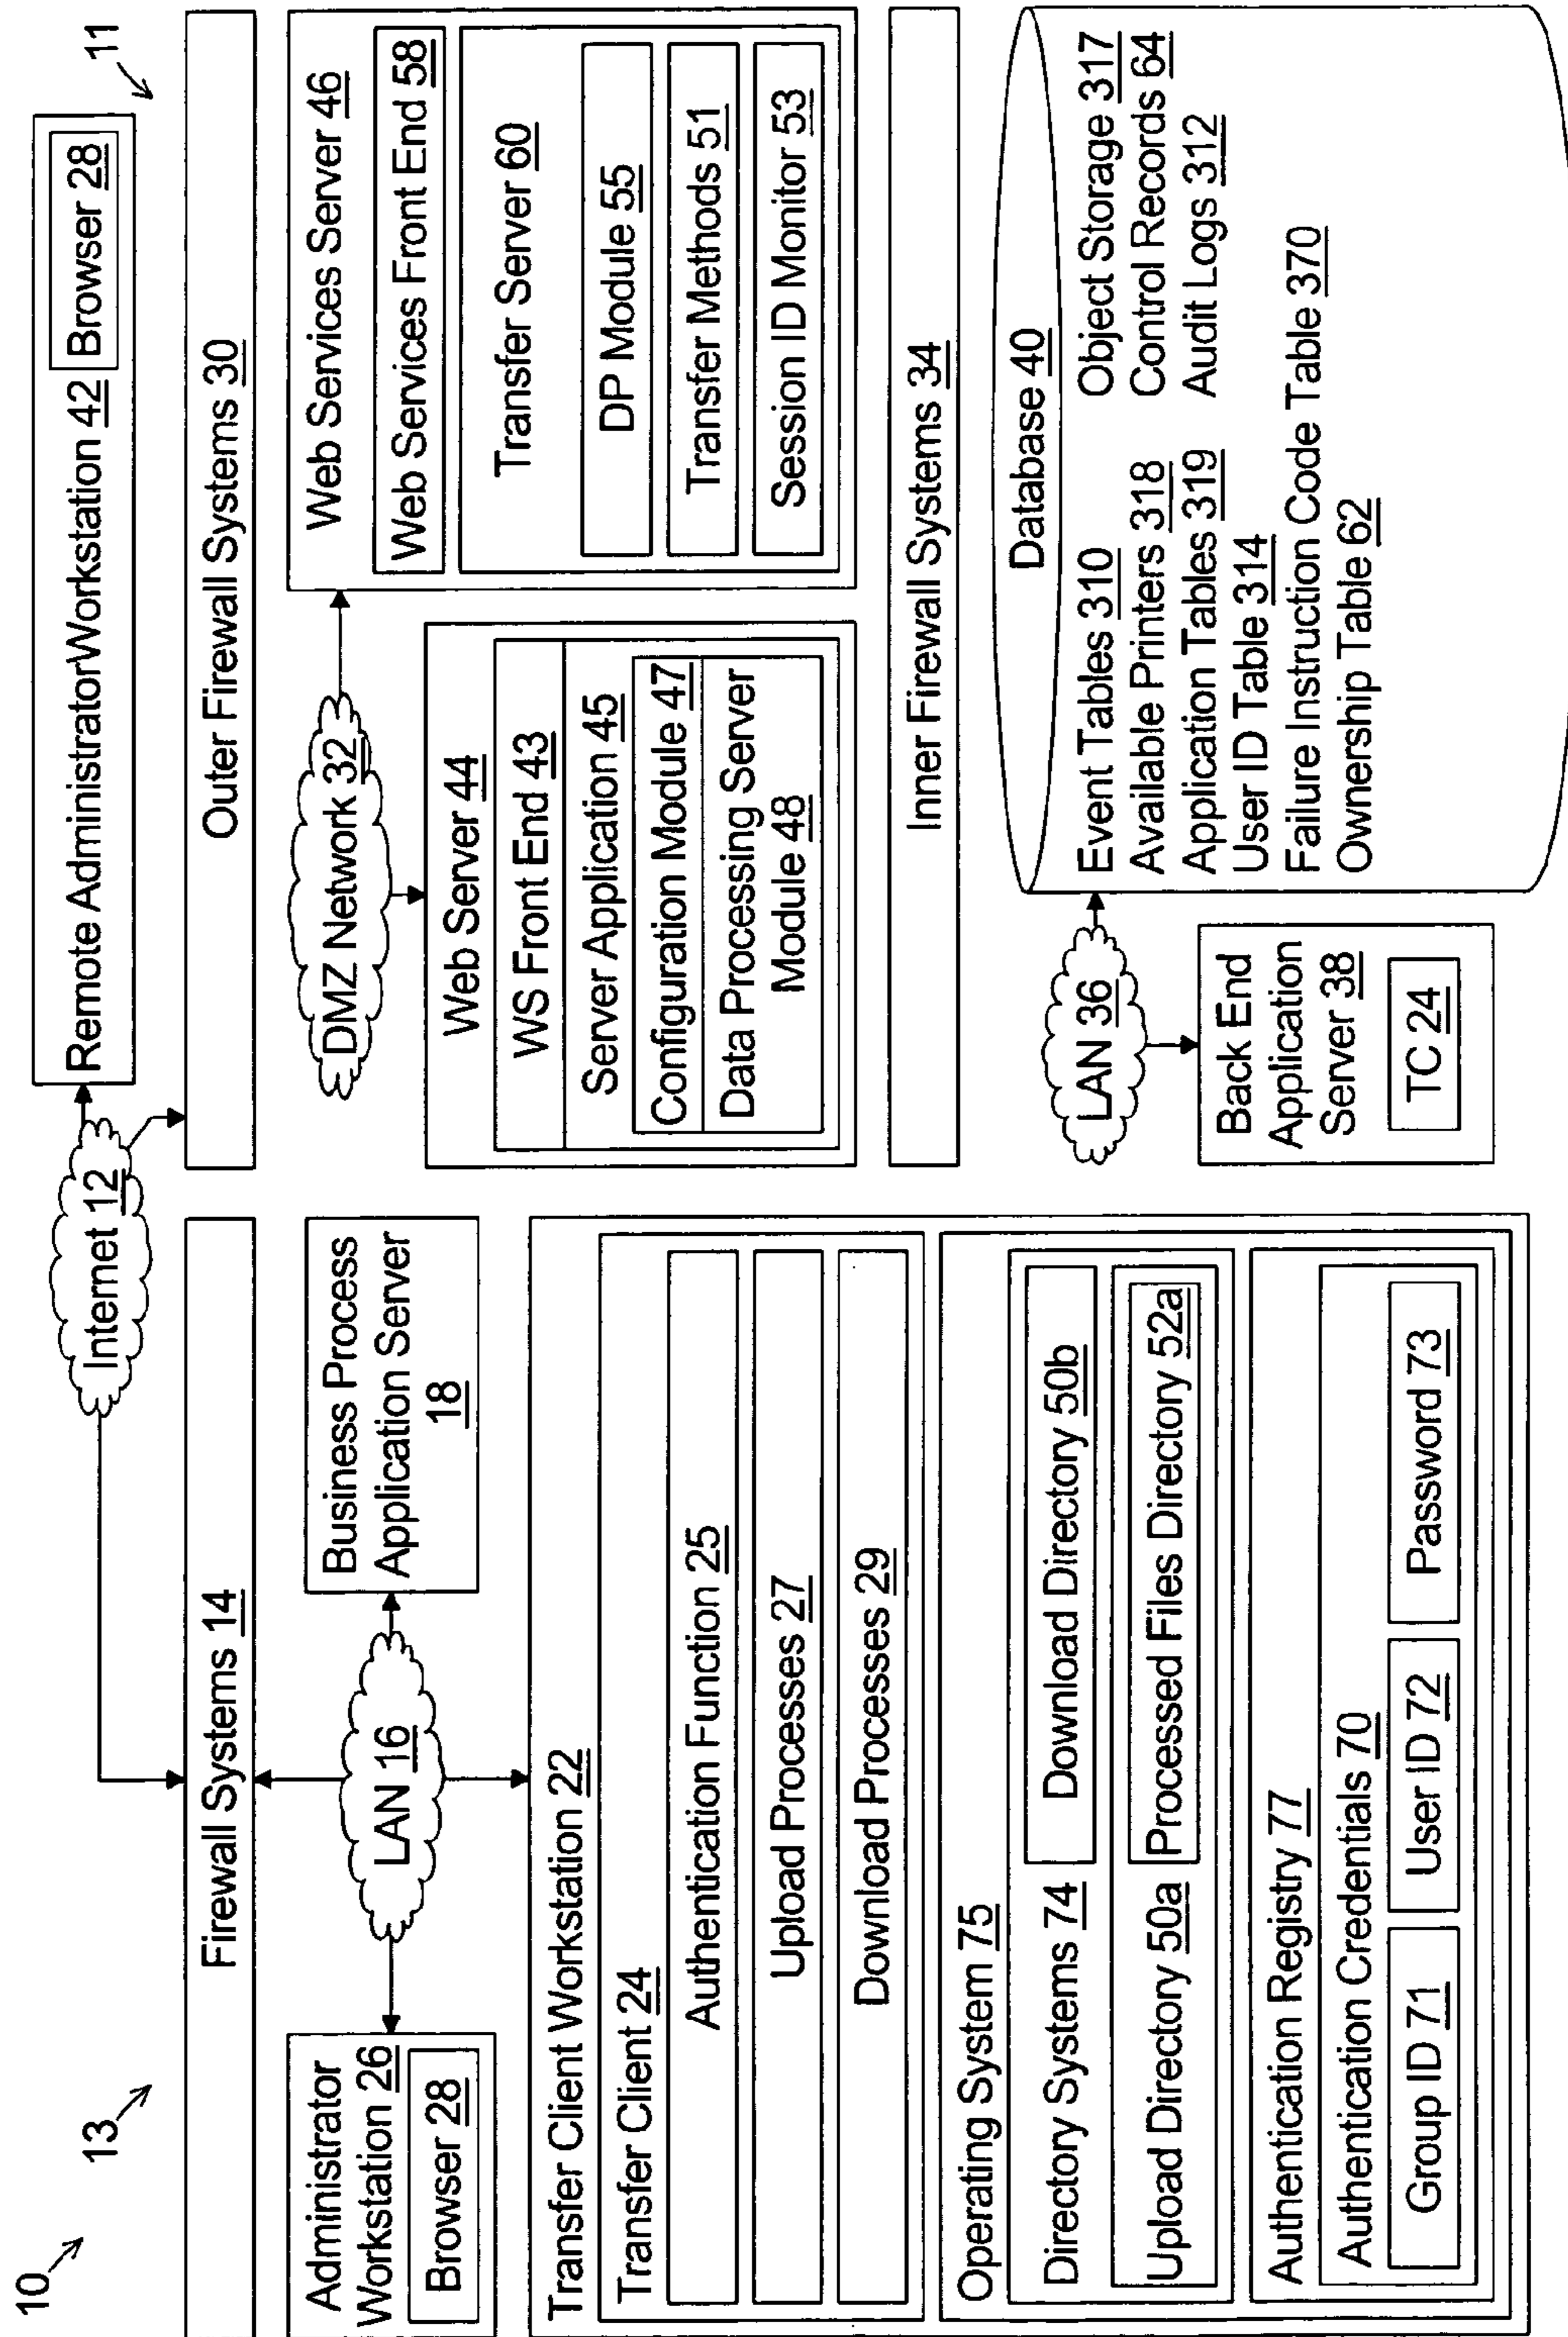 10
13
11
Internet 12
Remote AdministratorWorkstation 42
Browser 28
Firewall Systems 14
Outer Firewall Systems 30
Administrator
Workstation 26
Browser 28
LAN 16
Business Process
Application Server
18
Transfer Client Workstation 22
Transfer Client 24
Authentication Function 25
Upload Processes 27
Download Processes 29
Operating System 75
Directory Systems 74
Download Directory 50b
Upload Directory 50a
Processed Files Directory 52a
Authentication Registry 77
Authentication Credentials 70
Group ID 71
User ID 72
Password 73
DMZ Network 32
Web Server 44
WS Front End 43
Server Application 45
Configuration Module 47
Data Processing Server
Module 48
Web Services Server 46
Web Services Front End 58
Transfer Server 60
DP Module 55
Transfer Methods 51
Session ID Monitor 53
Inner Firewall Systems 34
LAN 36
Back End
Application
Server 38
TC 24
Database 40
Event Tables 310
Object Storage 317
Available Printers 318
Control Records 64
Application Tables 319
Audit Logs 312
User ID Table 314
Failure Instruction Code Table 370
Ownership Table 62